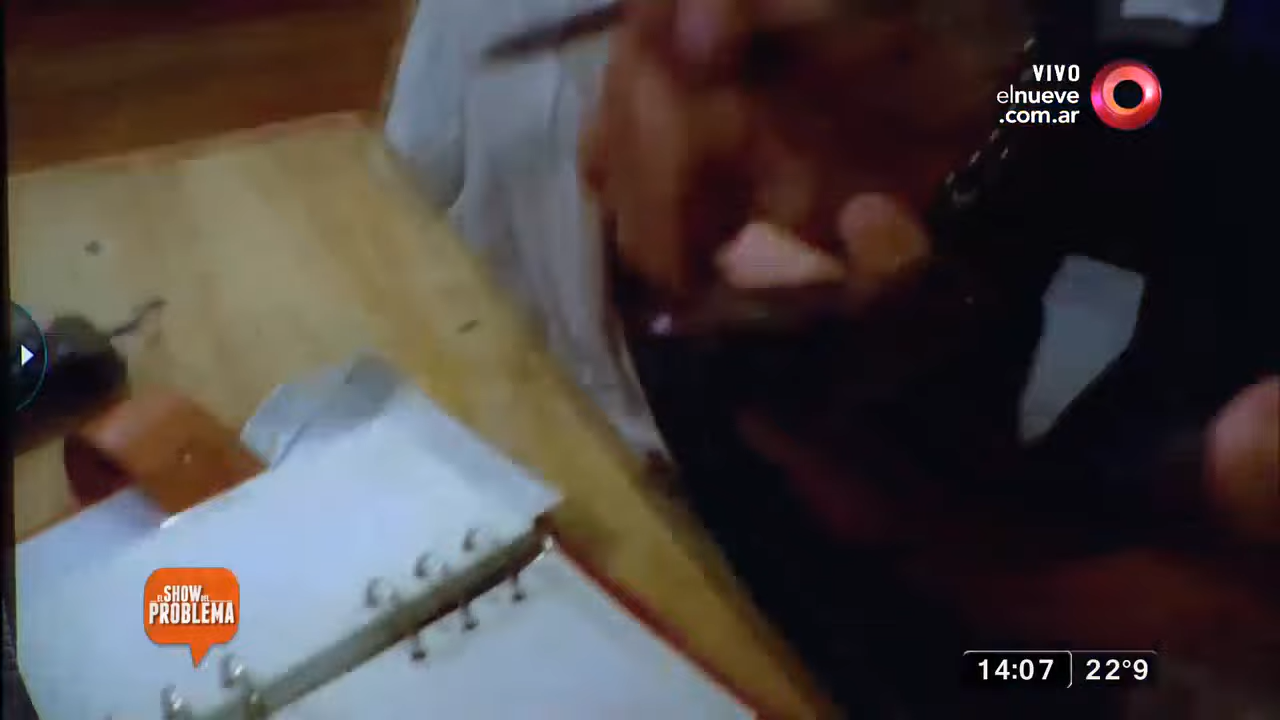 VIVO
elnueve
.com.ar
EL SHOW DEL
PROBLEMA
14:07 22°9